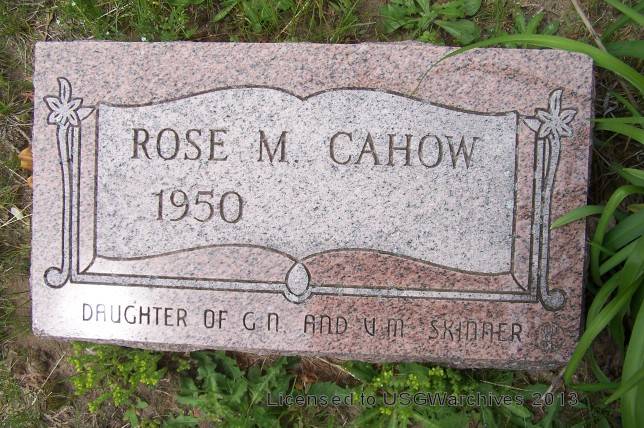 ROSE M. CAHOW
1950
DAUGHTER OF G.N. AND V.M. SKINNER
Licensed to USGWarchives 2013